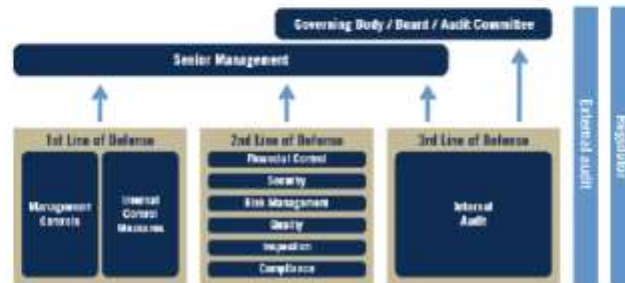 Governing Body / Board / Audit Committee
Senior Management
1st Line of Defense
Management
Controls
Internal
Control
Measures
2nd Line of Defense
Financial Control
Security
Risk Management
Quality
Inspection
Compliance
3rd Line of Defense
Internal
Audit
External audit
Regulator